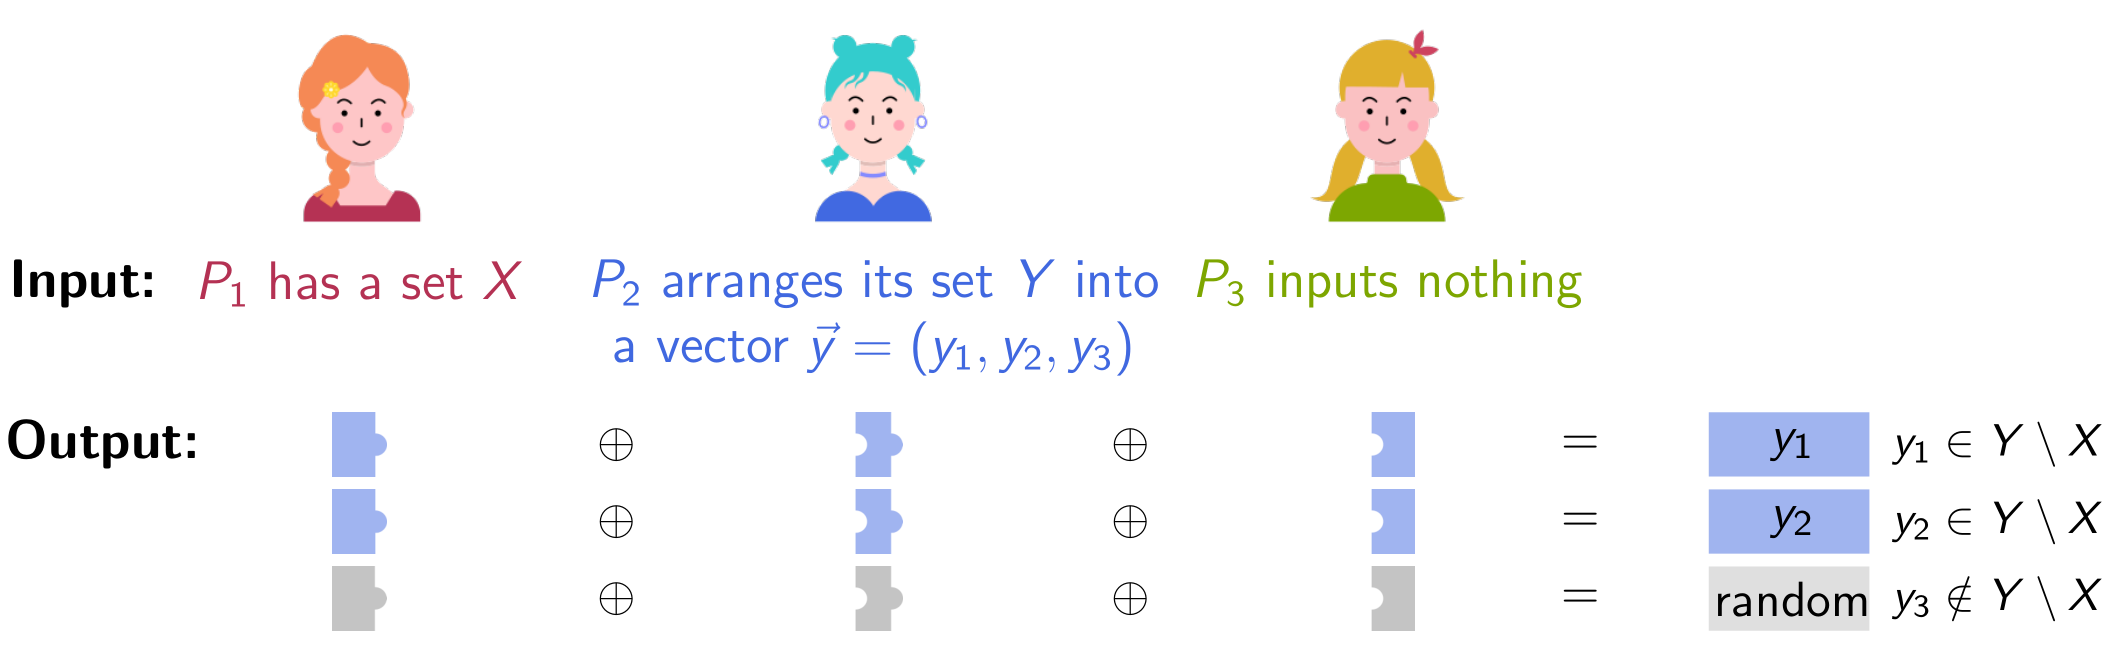 Input: P₁ has a set X P₂ arranges its set Y into P₃ inputs nothing
a vector y⃗ = (y₁, y₂, y₃)
Output: ⊕ ⊕ = y₁ y₁ ∈ Y \ X
⊕ ⊕ = y₂ y₂ ∈ Y \ X
⊕ ⊕ = random y₃ ∉ Y \ X